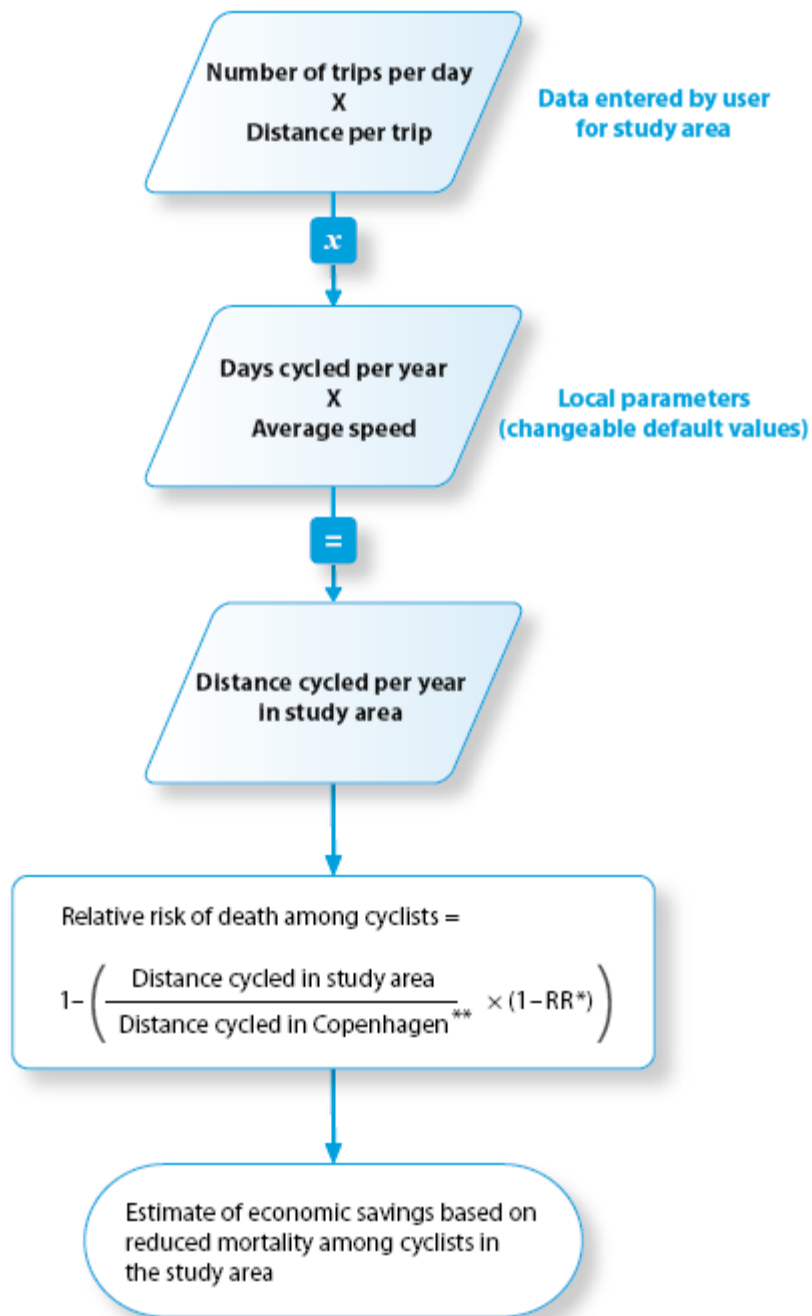 Number of trips per day
X
Distance per trip
Data entered by user
for study area
x
Days cycled per year
X
Average speed
Local parameters
(changeable default values)
=
Distance cycled per year
in study area
Relative risk of death among cyclists =
1–( Distance cycled in study area
Distance cycled in Copenhagen** × (1–RR*) )
Estimate of economic savings based on
reduced mortality among cyclists in
the study area